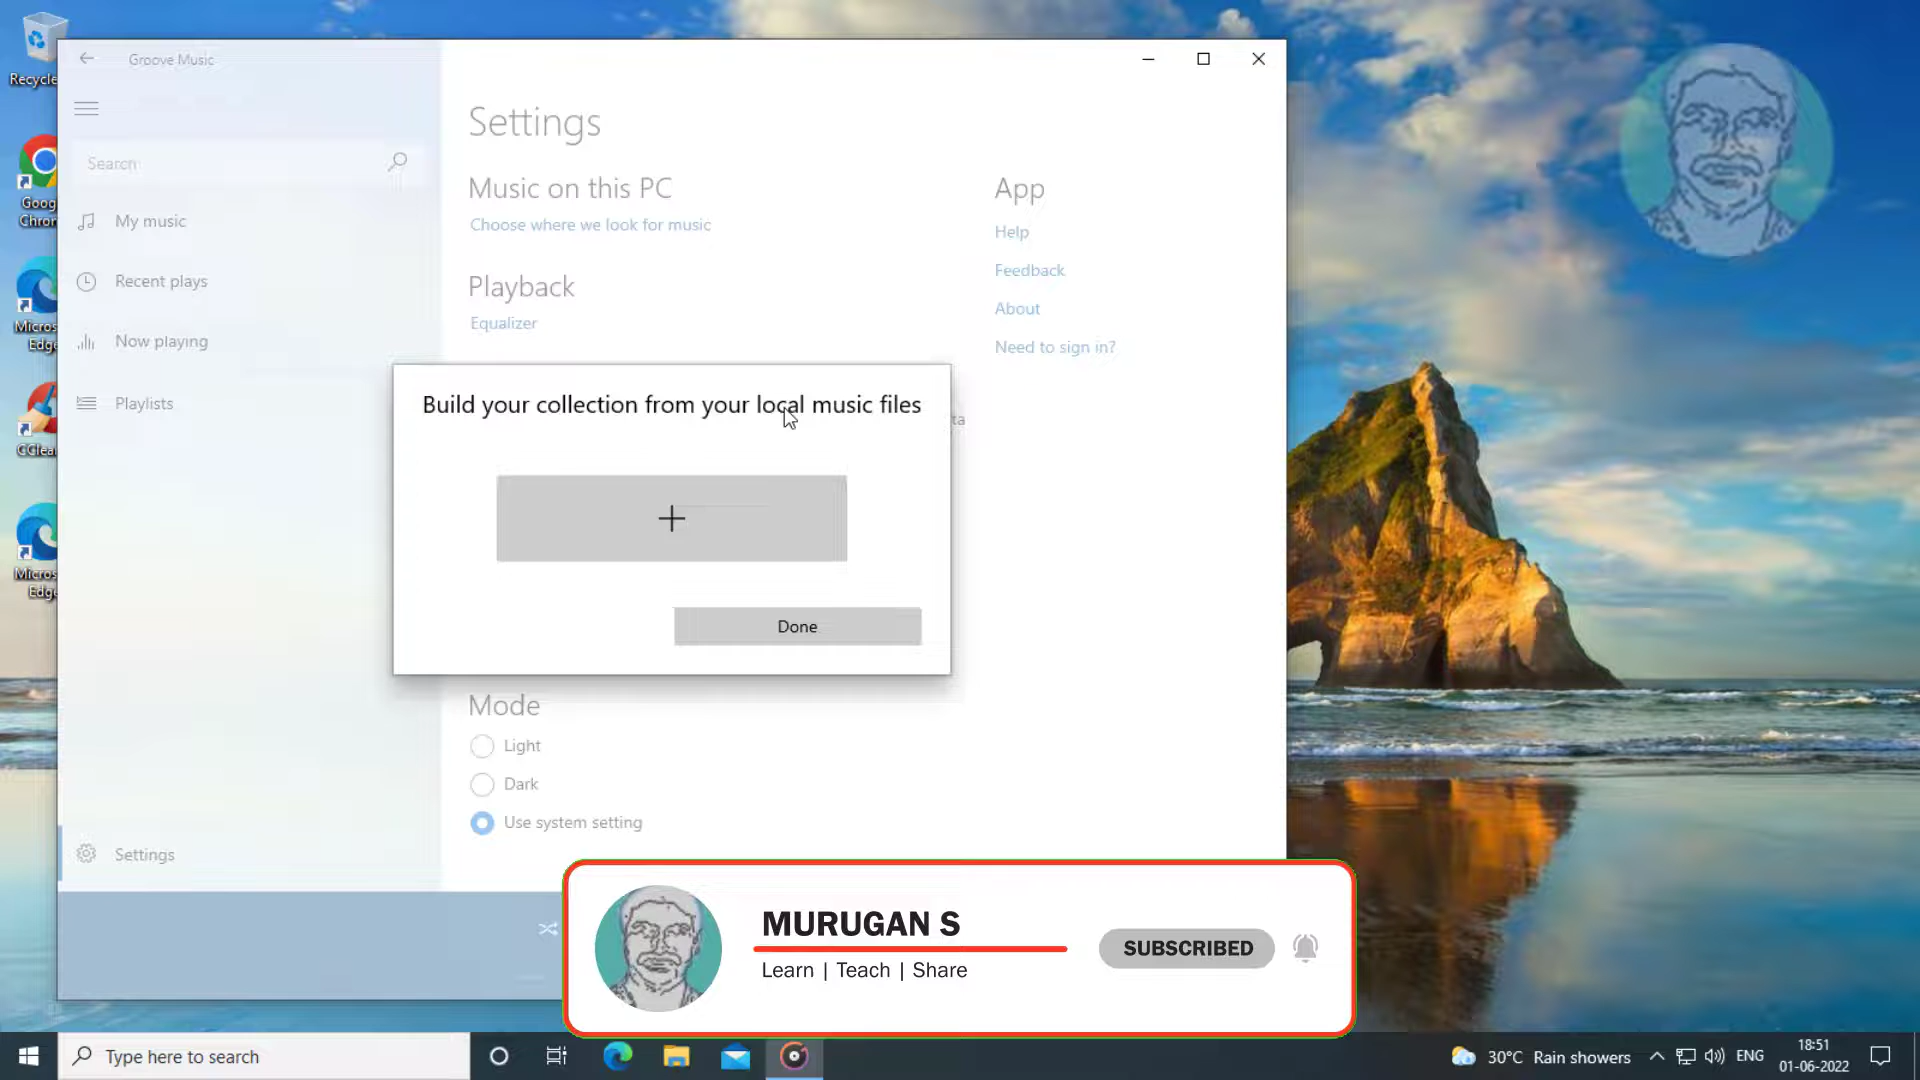 Recycle
Groove Music
Search
Settings
Music on this PC
Choose where we look for music
App
Help
Feedback
About
Need to sign in?
Goog
Chron
My music
Recent plays
Now playing
Playlists
Playback
Equalizer
Micros
Edg
CClea
Micros
Edg
Build your collection from your local music files
ta
Done
Mode
Light
Dark
Use system setting
Settings
MURUGAN S
Learn | Teach | Share
SUBSCRIBED
Type here to search
30°C Rain showers
ENG
18:51
01-06-2022